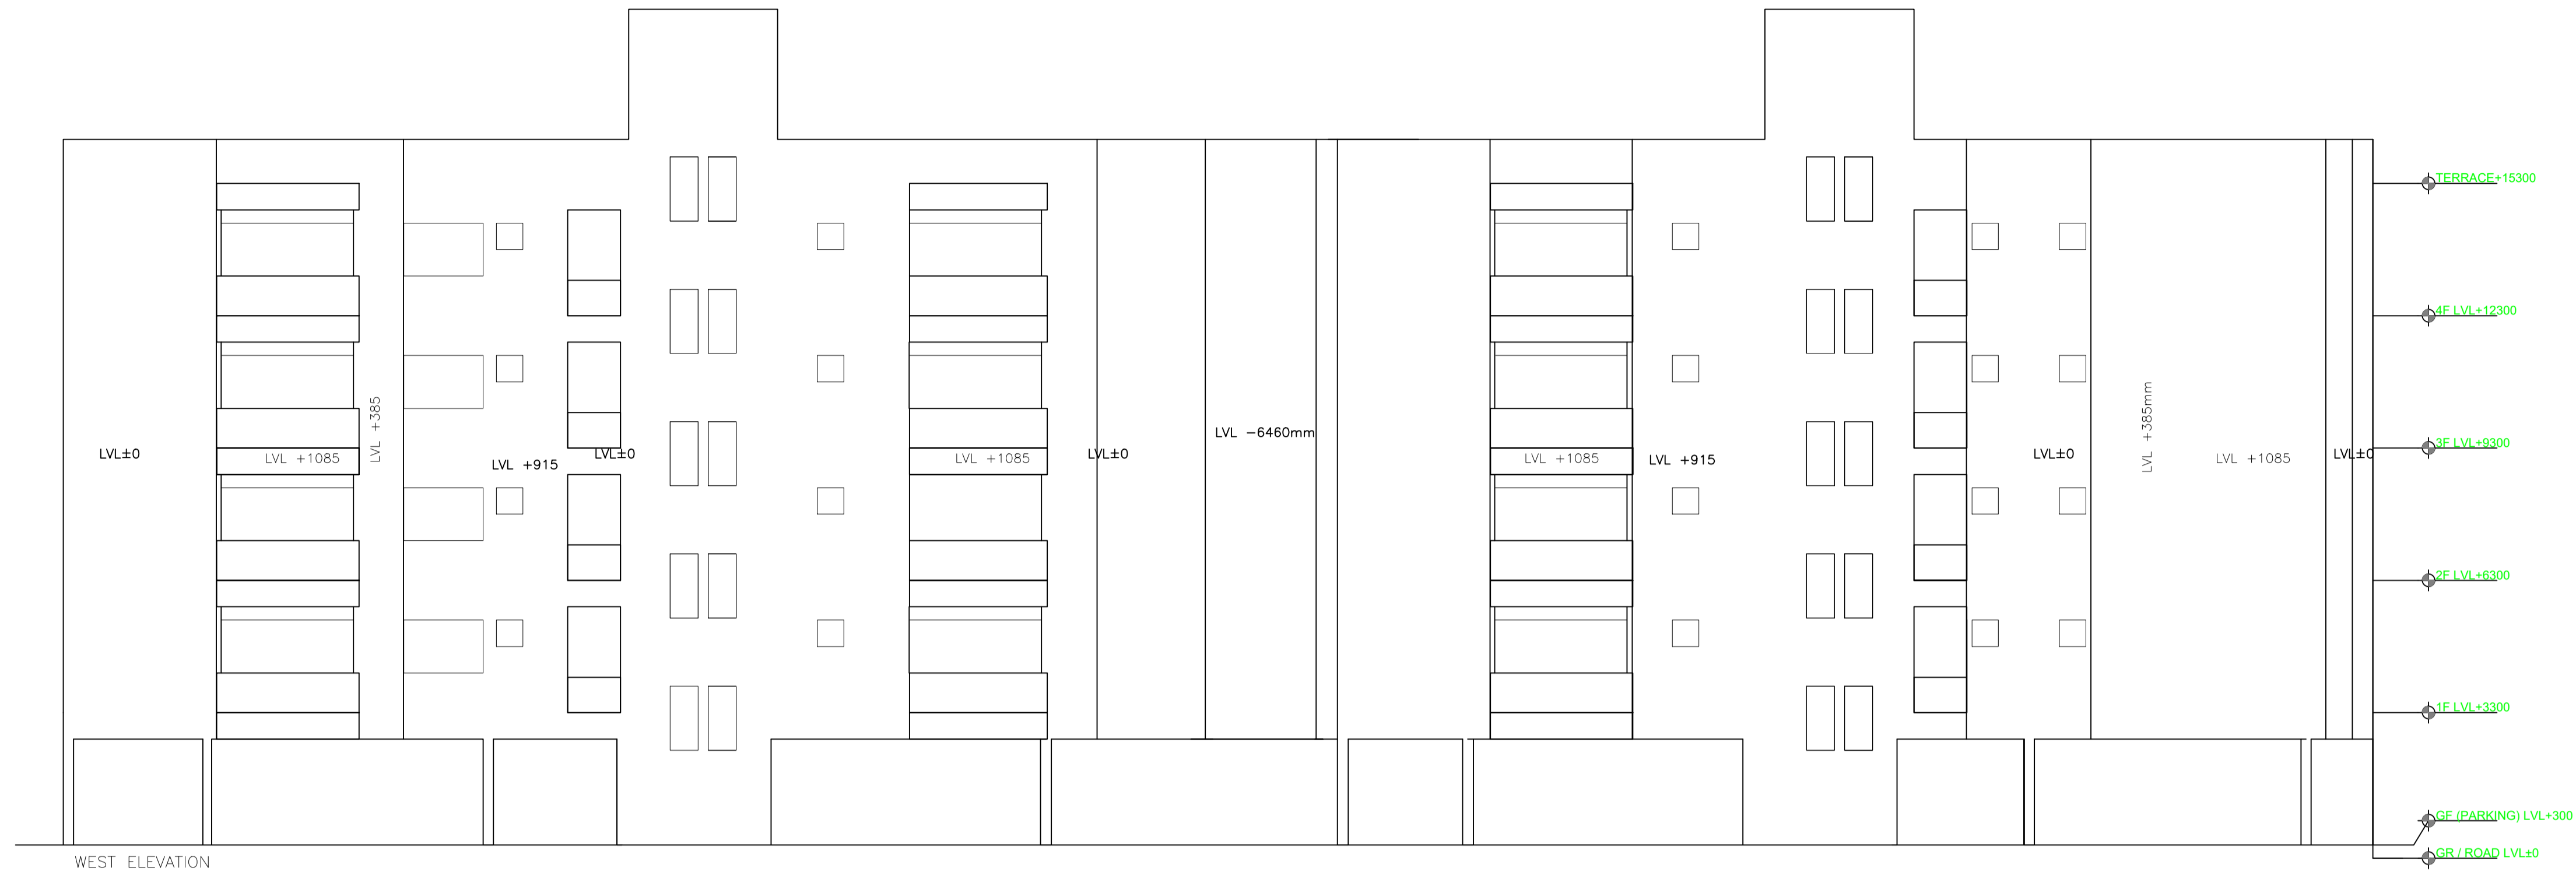 TERRACE+15300
4F LVL+12300
LVL +385
LVL +385mm
LVL −6460mm
3F LVL+9300
LVL±0
LVL±0
LVL±0
LVL±0
LVL±0
LVL +1085
LVL +1085
LVL +1085
LVL +1085
LVL +915
LVL +915
2F LVL+6300
1F LVL+3300
GF (PARKING) LVL+300
GR / ROAD LVL±0
WEST ELEVATION